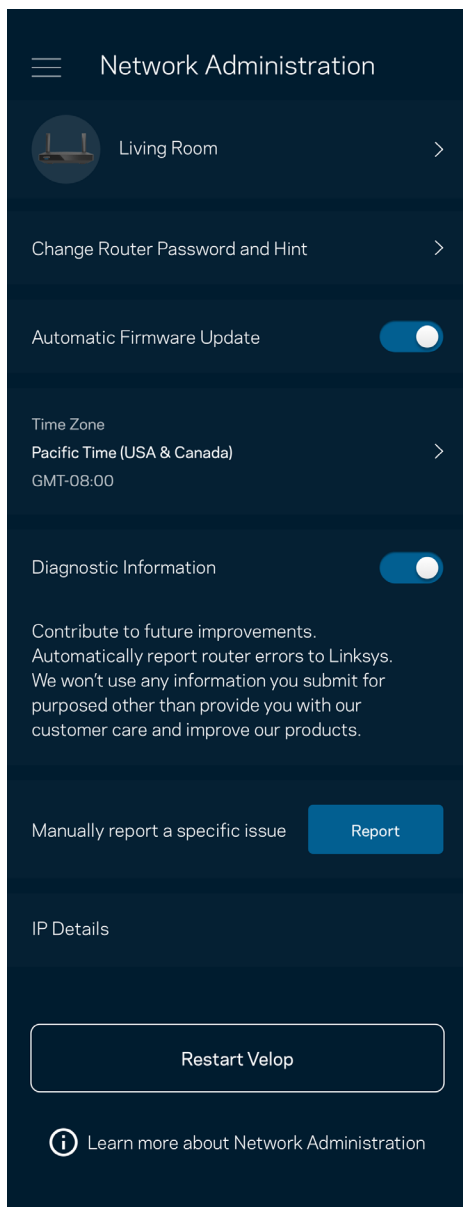 Network Administration
Living Room
Change Router Password and Hint
Automatic Firmware Update
Time Zone
Pacific Time (USA & Canada)
GMT-08:00
Diagnostic Information
Contribute to future improvements.
Automatically report router errors to Linksys.
We won't use any information you submit for
purposed other than provide you with our
customer care and improve our products.
Manually report a specific issue
Report
IP Details
Restart Velop
Learn more about Network Administration